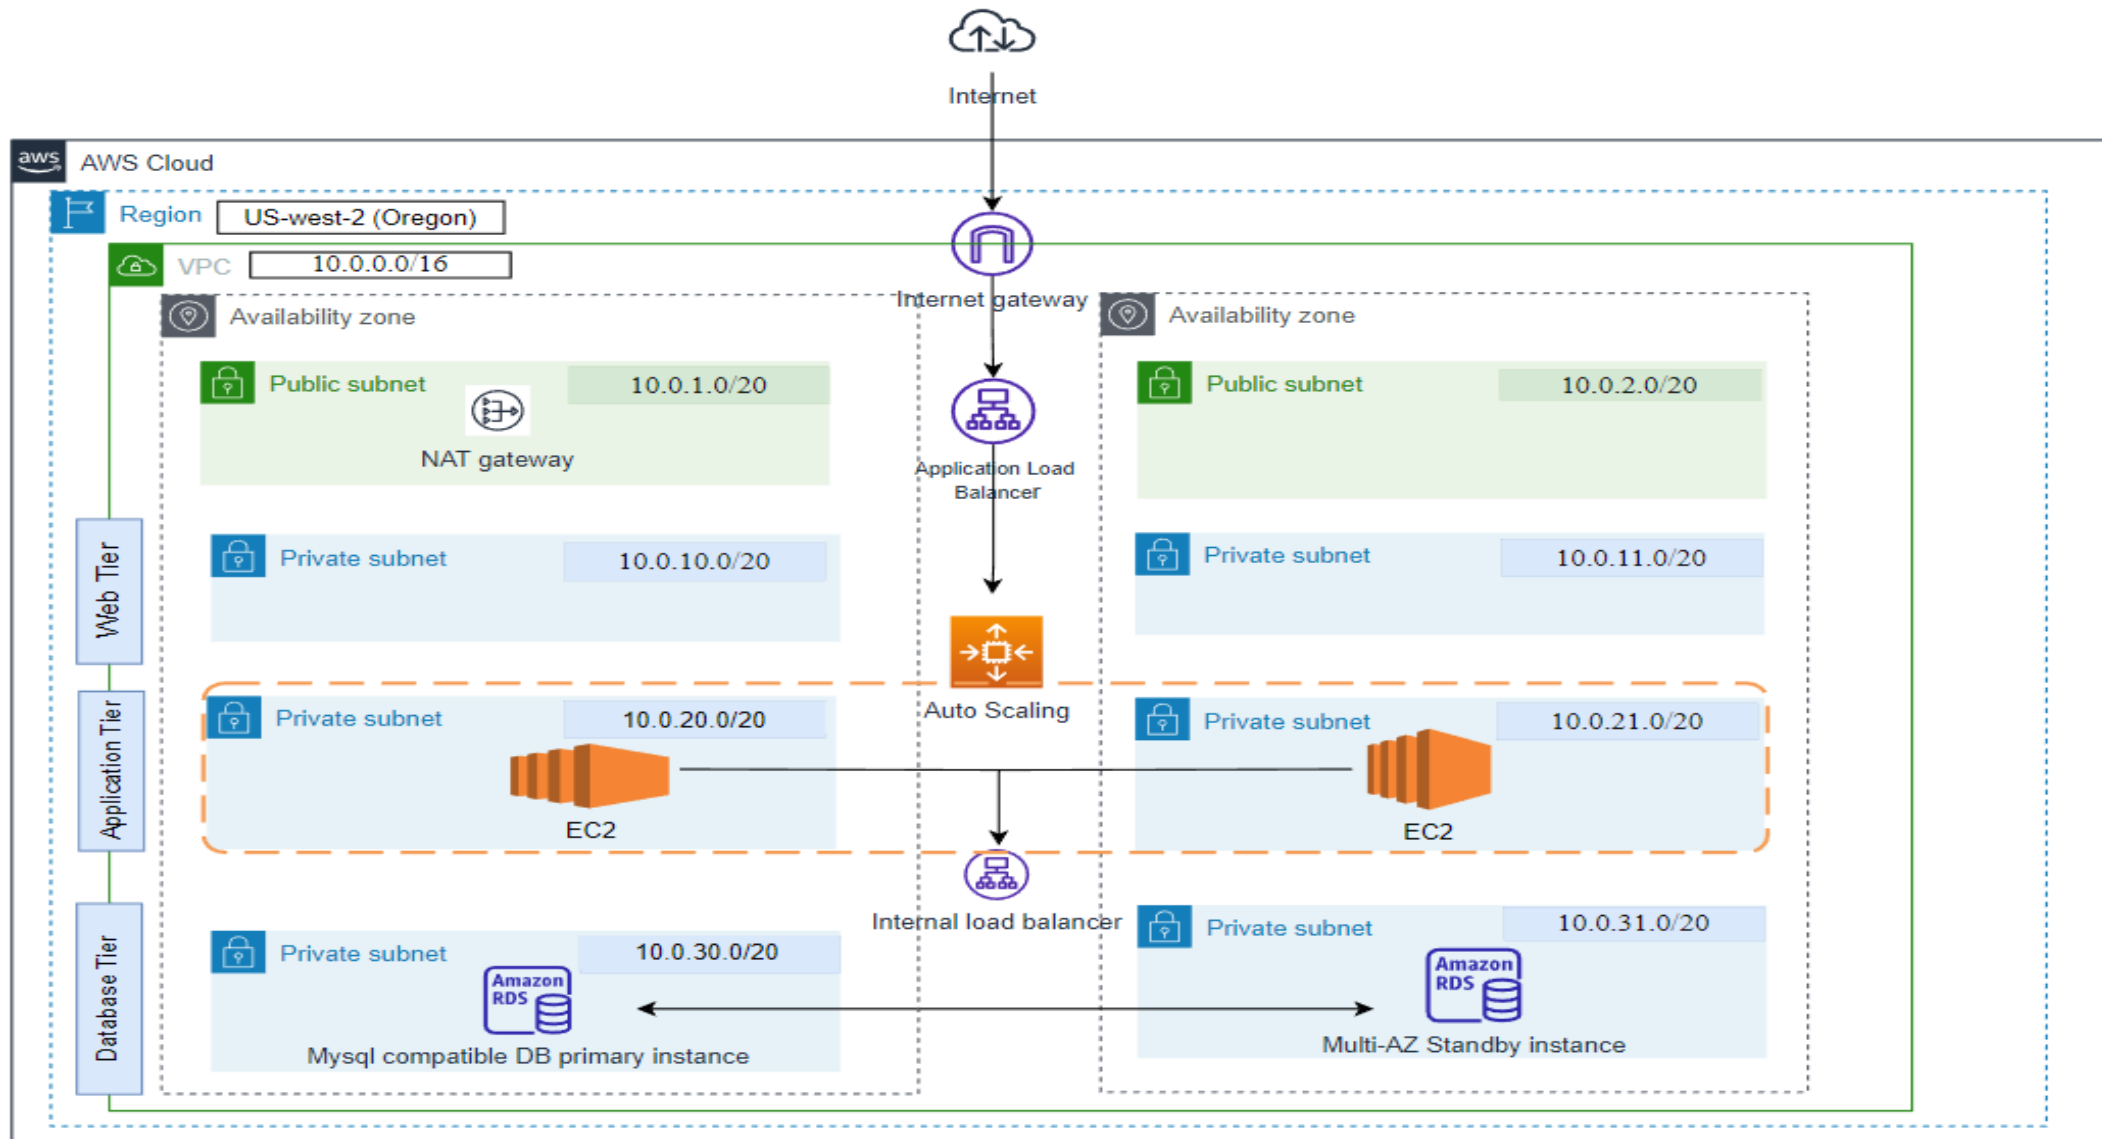 Internet
aws
AWS Cloud
Region
US-west-2 (Oregon)
VPC
10.0.0.0/16
Internet gateway
Availability zone
Availability zone
Public subnet
10.0.1.0/20
NAT gateway
Public subnet
10.0.2.0/20
Application Load
Balancer
Web Tier
Private subnet
10.0.10.0/20
Private subnet
10.0.11.0/20
Auto Scaling
Application Tier
Private subnet
10.0.20.0/20
EC2
Private subnet
10.0.21.0/20
EC2
Internal load balancer
Database Tier
Private subnet
10.0.30.0/20
Amazon
RDS
Mysql compatible DB primary instance
Private subnet
10.0.31.0/20
Amazon
RDS
Multi-AZ Standby instance